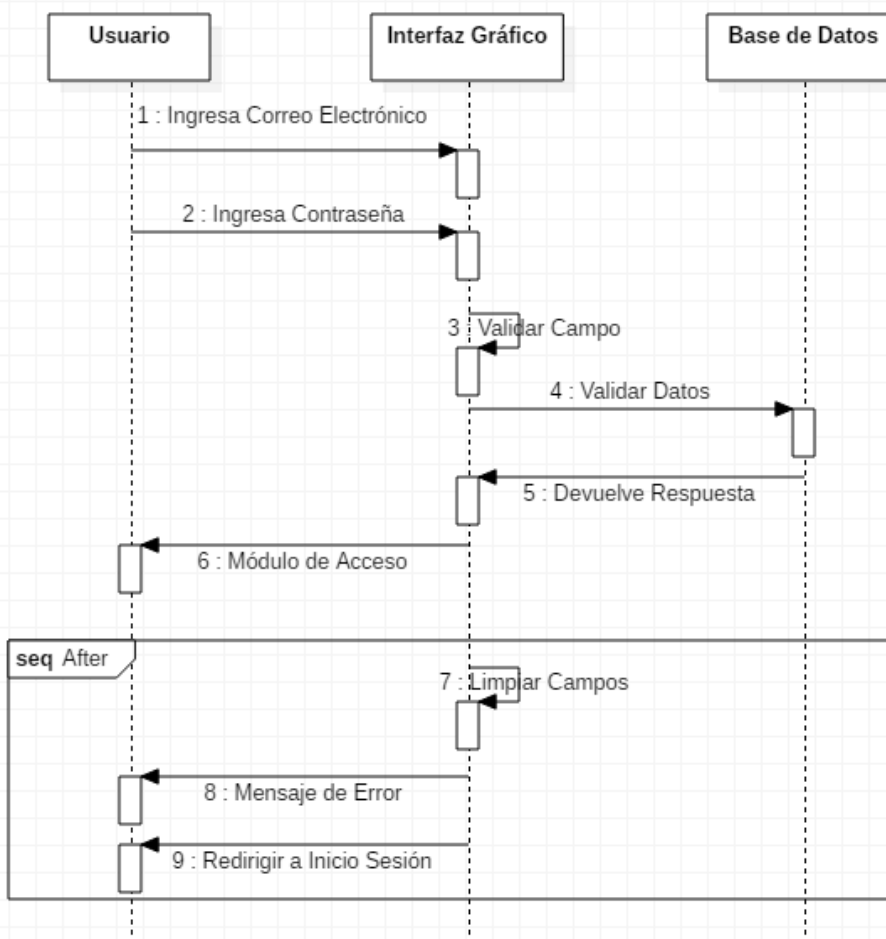 Usuario
Interfaz Gráfico
Base de Datos
1 : Ingresa Correo Electrónico
2 : Ingresa Contraseña
3 : Validar Campo
4 : Validar Datos
5 : Devuelve Respuesta
6 : Módulo de Acceso
seq After
7 : Limpiar Campos
8 : Mensaje de Error
9 : Redirigir a Inicio Sesión